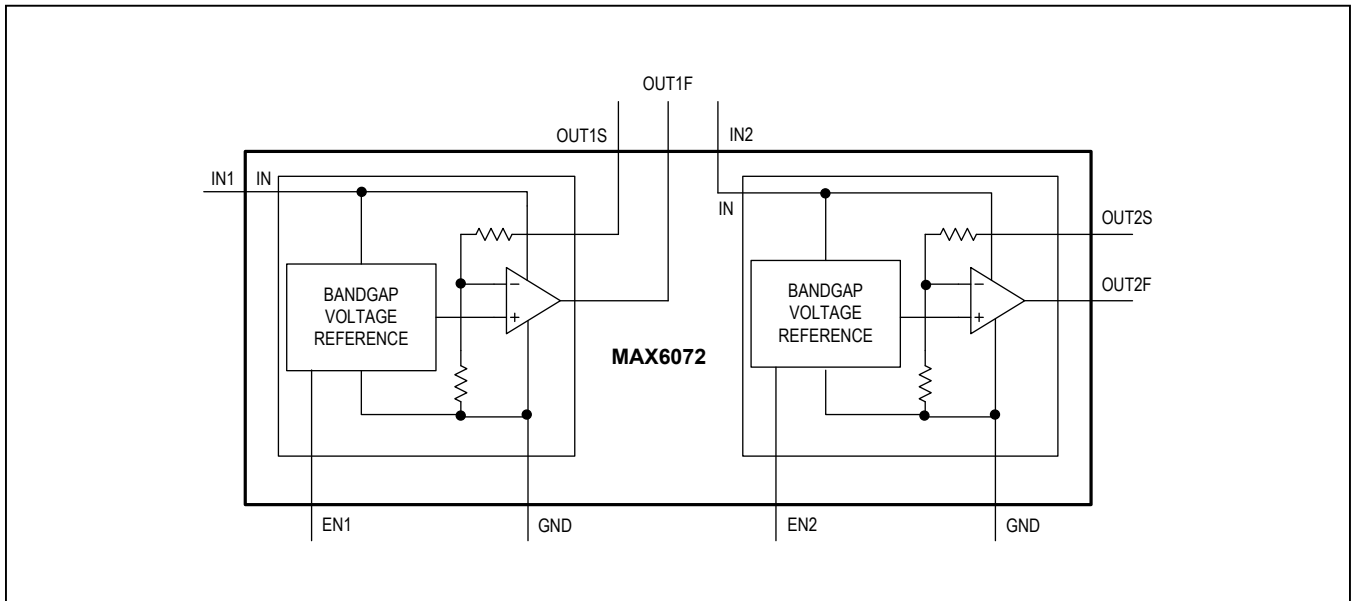 OUT1F
OUT1S
IN2
IN1
IN
IN
OUT2S
OUT2F
BANDGAP
VOLTAGE
REFERENCE
−
+
MAX6072
BANDGAP
VOLTAGE
REFERENCE
−
+
EN1
GND
EN2
GND